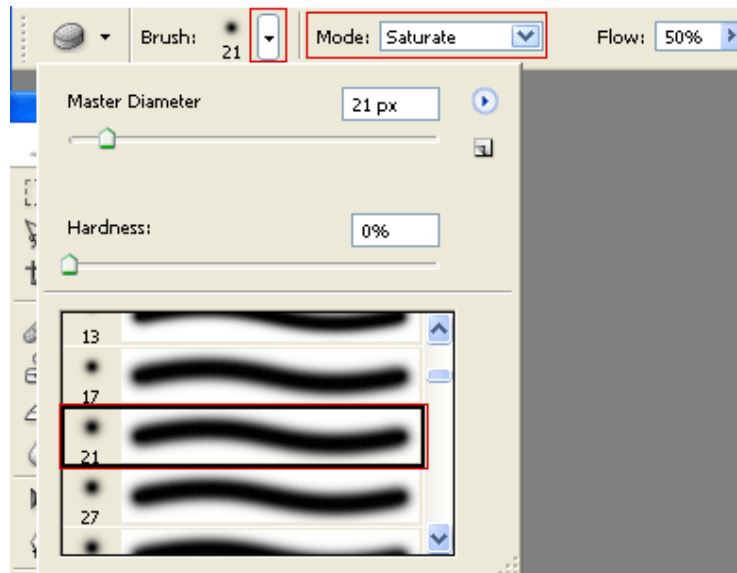 Brush: 21 Mode: Saturate Flow: 50%
Master Diameter 21 px
Hardness: 0%
13
17
21
27